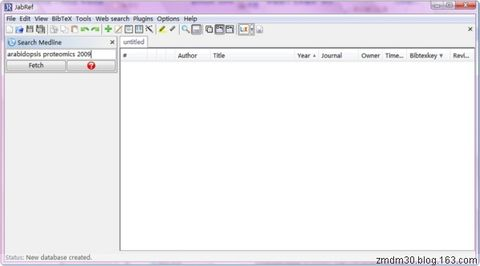 JabRef
File Edit View BibTeX Tools Web search Plugins Options Help
Search Medline
untitled
arabidopsis proteomics 2009
# Author Title Year Journal Owner Time... Bibtexkey Revi...
Fetch
Status: New database created.
zmdm30.blog.163.com